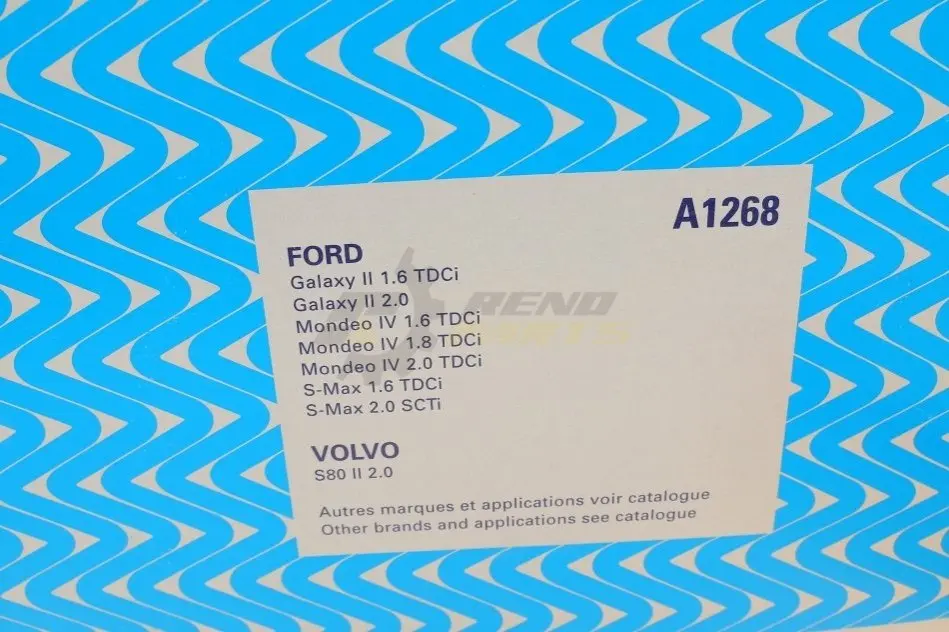 A1268
FORD
Galaxy II 1.6 TDCi
Galaxy II 2.0
Mondeo IV 1.6 TDCi
Mondeo IV 1.8 TDCi
Mondeo IV 2.0 TDCi
S-Max 1.6 TDCi
S-Max 2.0 SCTi
VOLVO
S80 II 2.0
Autres marques et applications voir catalogue
Other brands and applications see catalogue
REND
PARTS